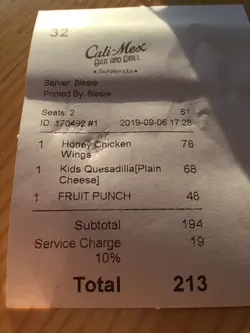 32
Cali-Mex
BAR AND GRILL
Server: Blesie
Printed By: Blesie
Seats: 2 S1
ID: 170492 #1 2019-09-06 17:28
1 Honey Chicken 78
Wings
1 Kids Quesadilla[Plain 68
Cheese]
1 FRUIT PUNCH 48
Subtotal 194
Service Charge 19
10%
Total 213